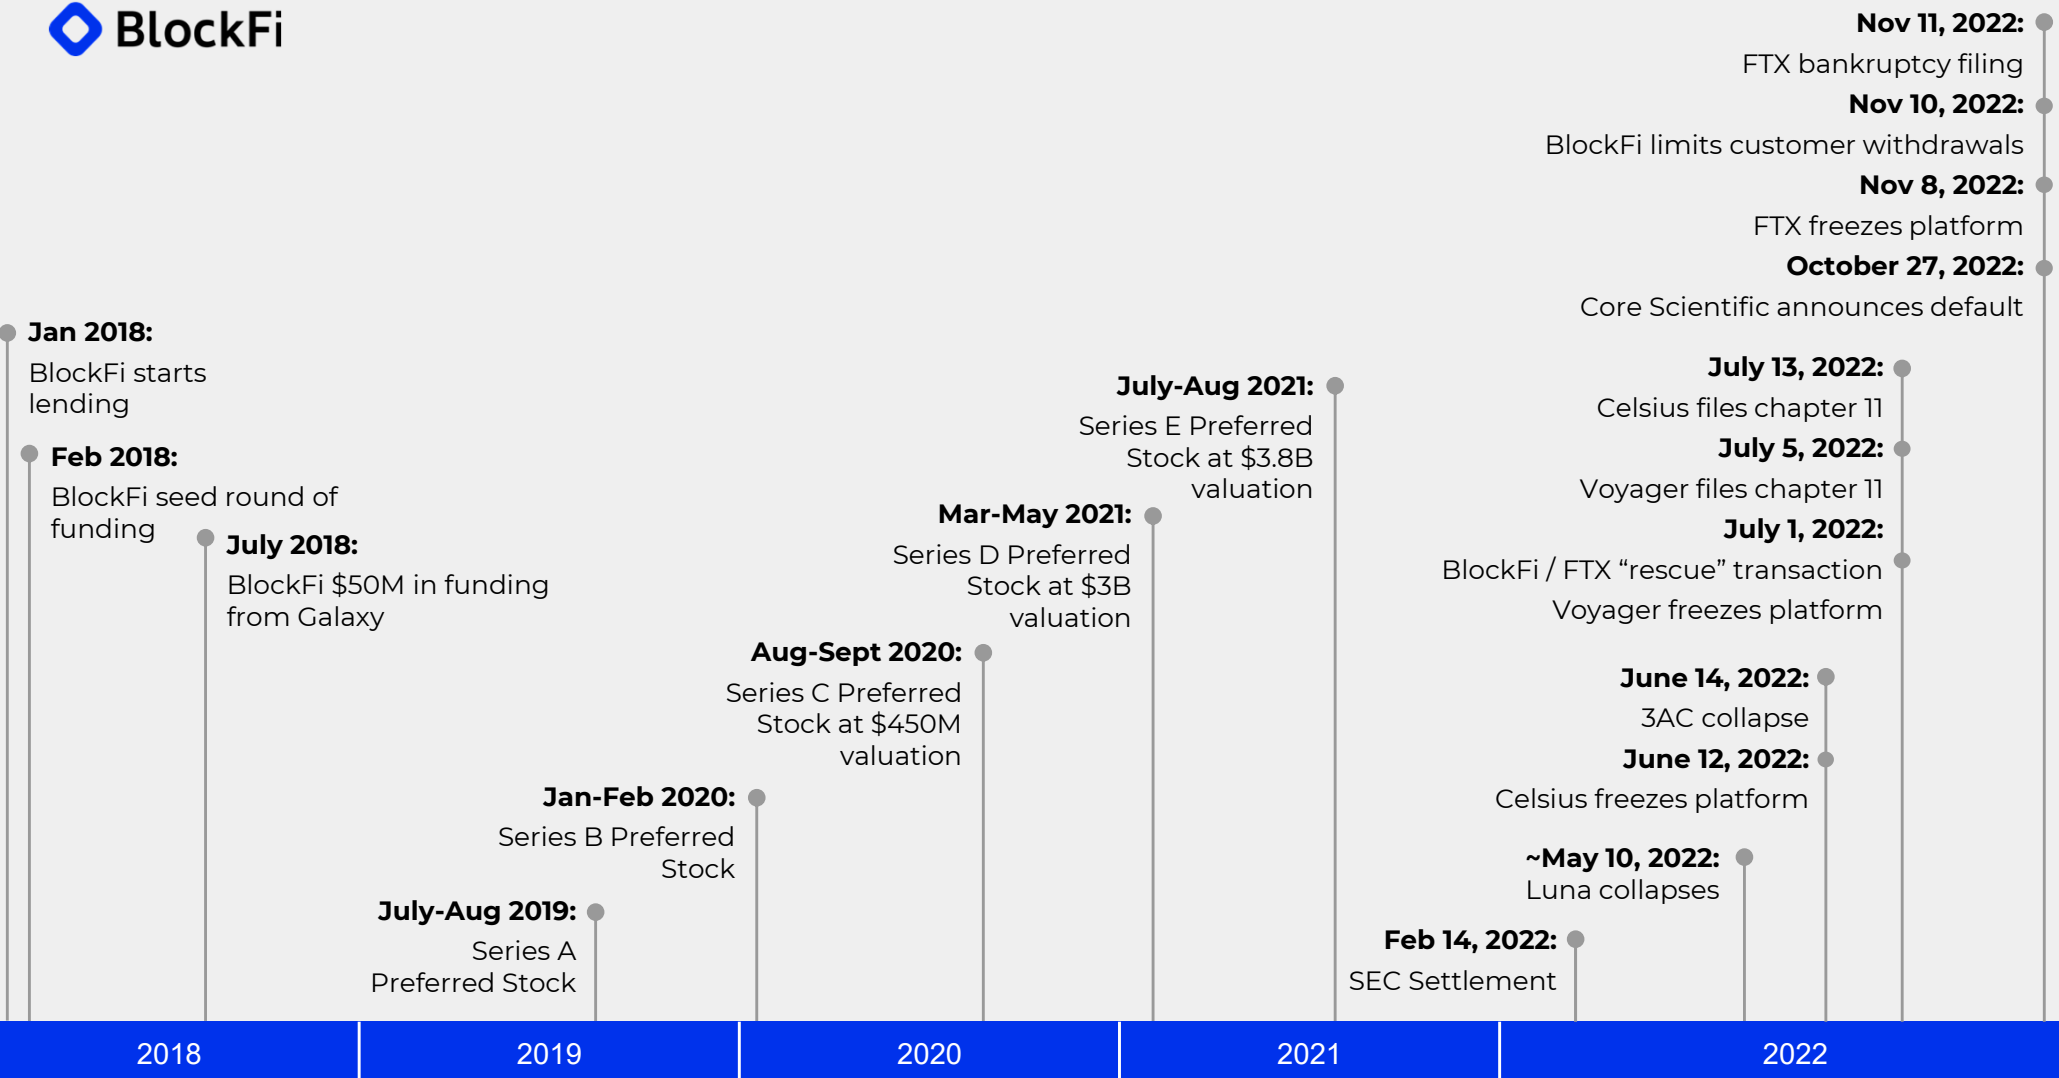 BlockFi
Jan 2018:
BlockFi starts
lending
Feb 2018:
BlockFi seed round of
funding
July 2018:
BlockFi $50M in funding
from Galaxy
July-Aug 2019:
Series A
Preferred Stock
Jan-Feb 2020:
Series B Preferred
Stock
Aug-Sept 2020:
Series C Preferred
Stock at $450M
valuation
Mar-May 2021:
Series D Preferred
Stock at $3B
valuation
July-Aug 2021:
Series E Preferred
Stock at $3.8B
valuation
Feb 14, 2022:
SEC Settlement
~May 10, 2022:
Luna collapses
June 14, 2022:
3AC collapse
June 12, 2022:
Celsius freezes platform
July 13, 2022:
Celsius files chapter 11
July 5, 2022:
Voyager files chapter 11
July 1, 2022:
BlockFi / FTX “rescue” transaction
Voyager freezes platform
Nov 11, 2022:
FTX bankruptcy filing
Nov 10, 2022:
BlockFi limits customer withdrawals
Nov 8, 2022:
FTX freezes platform
October 27, 2022:
Core Scientific announces default
2018
2019
2020
2021
2022